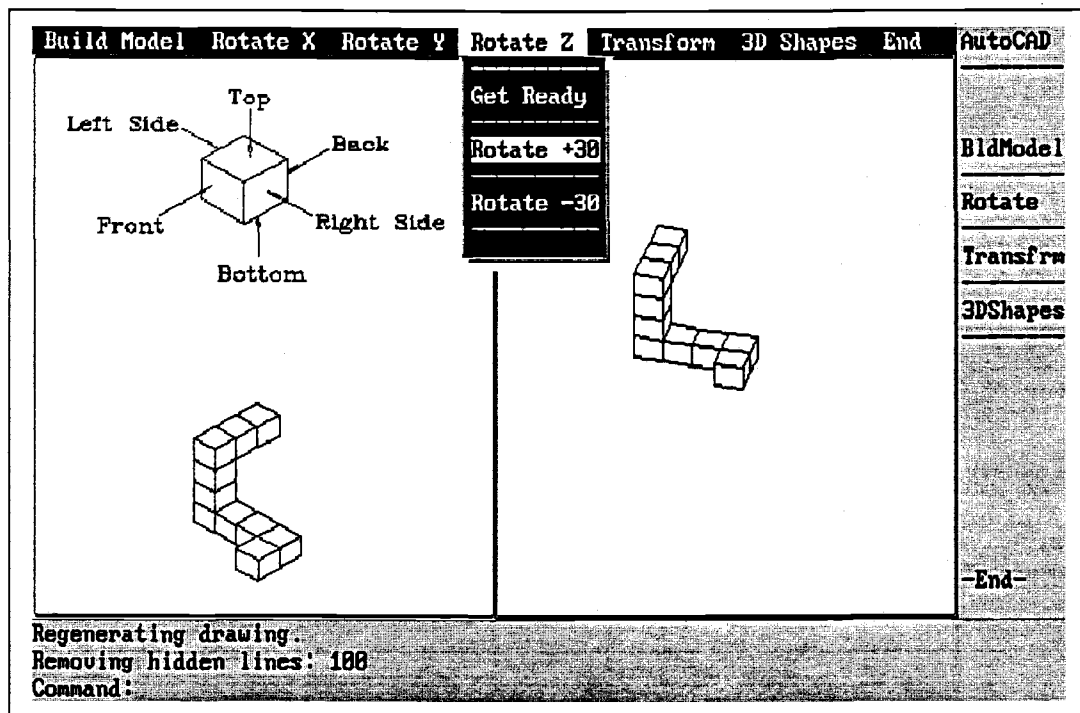 Build Model Rotate X Rotate Y Rotate Z Transform 3D Shapes End
AutoCAD
Get Ready
Rotate +30
Rotate -30
Top
Left Side
Back
Front
Right Side
Bottom
BldModel
Rotate
Transfrm
3DShapes
-End-
Regenerating drawing.
Removing hidden lines: 100
Command: